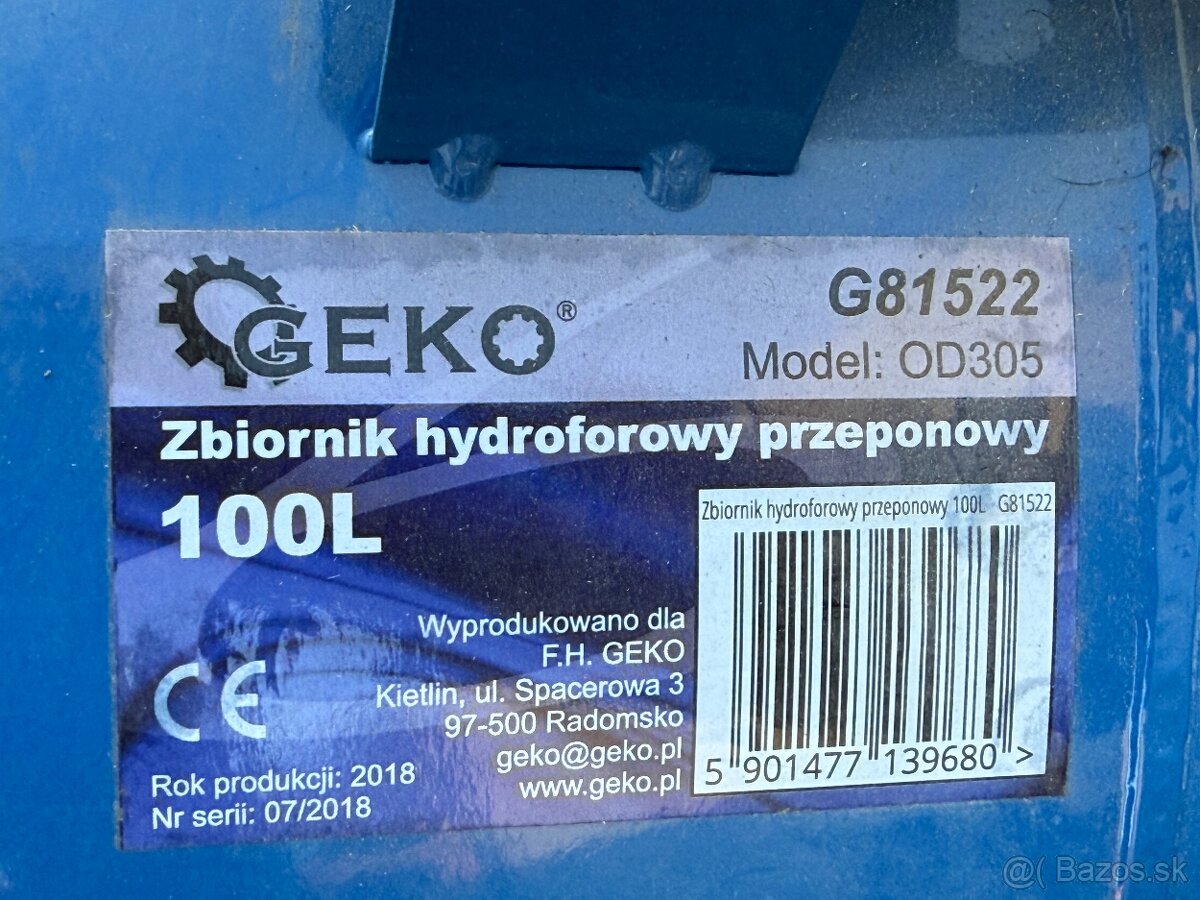 GEKO®
G81522
Model: OD305
Zbiornik hydroforowy przeponowy
100L
Zbiornik hydroforowy przeponowy 100L G81522
Wyprodukowano dla
F.H. GEKO
Kietlin, ul. Spacerowa 3
97-500 Radomsko
geko@geko.pl
www.geko.pl
CE
Rok produkcji: 2018
Nr serii: 07/2018
5 901477 139680 >
@( Bazos.sk